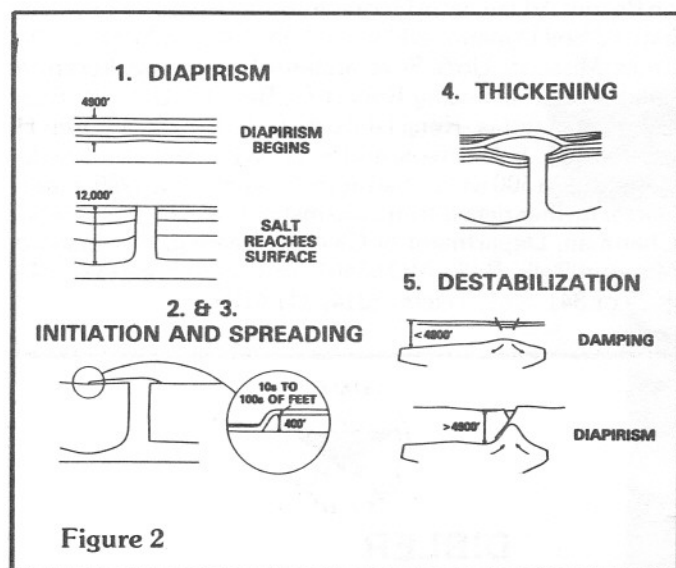 1. DIAPIRISM
4900'
DIAPIRISM
BEGINS
12,000'
SALT
REACHES
SURFACE
2. & 3.
INITIATION AND SPREADING
10s TO
100s OF FEET
400'
4. THICKENING
5. DESTABILIZATION
< 4900'
DAMPING
>4900'
DIAPIRISM
Figure 2